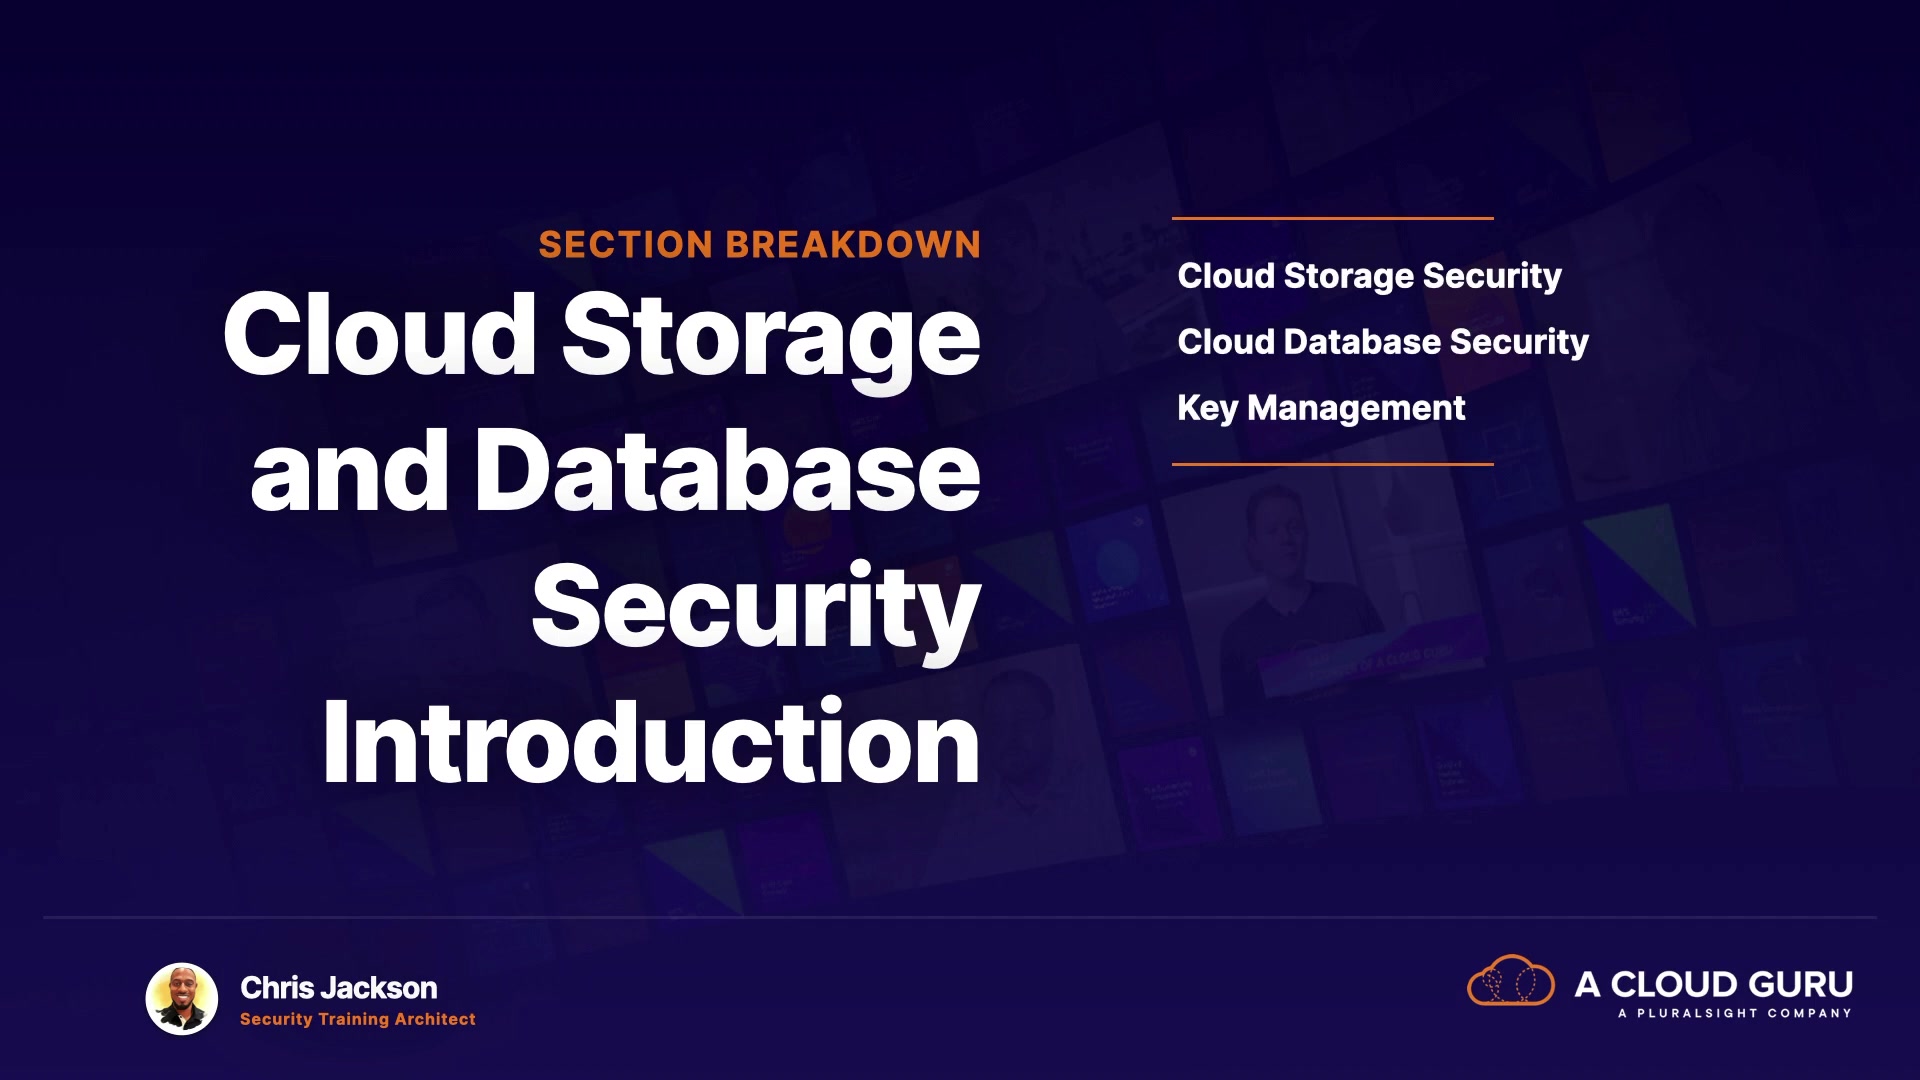 SECTION BREAKDOWN
Cloud Storage
and Database
Security
Introduction
Cloud Storage Security
Cloud Database Security
Key Management
Chris Jackson
Security Training Architect
A CLOUD GURU
A PLURALSIGHT COMPANY